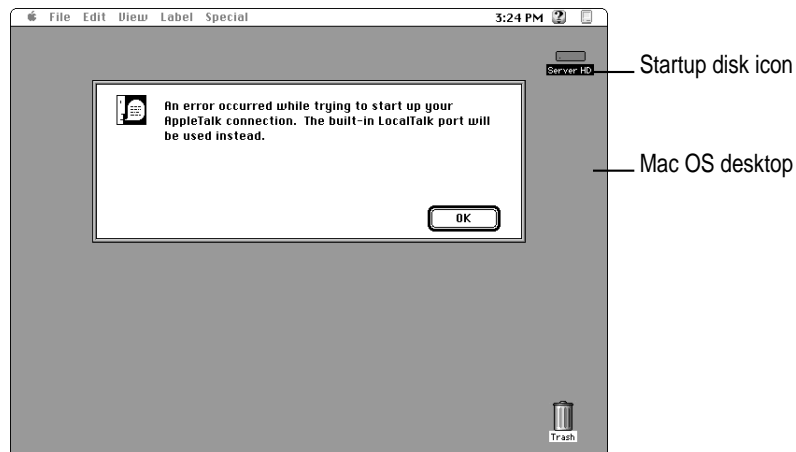 File Edit View Label Special 3:24 PM
Server HD
Startup disk icon
An error occurred while trying to start up your
AppleTalk connection. The built-in LocalTalk port will
be used instead.
Mac OS desktop
OK
Trash